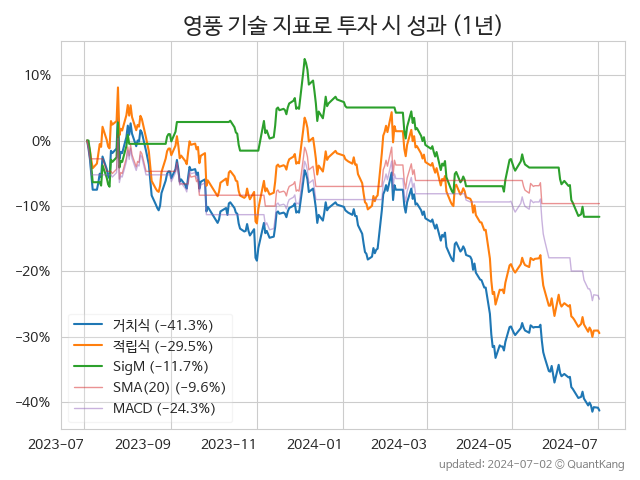 영풍 기술 지표로 투자 시 성과 (1년)
10%
0%
−10%
−20%
−30%
−40%
거치식 (−41.3%)
적립식 (−29.5%)
SigM (−11.7%)
SMA(20) (−9.6%)
MACD (−24.3%)
2023-07
2023-09
2023-11
2024-01
2024-03
2024-05
2024-07
updated: 2024-07-02 © QuantKang